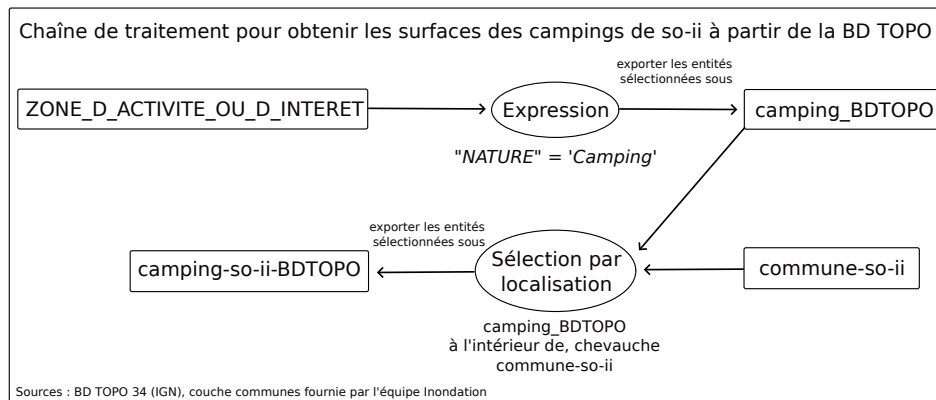 Chaîne de traitement pour obtenir les surfaces des campings de so-ii à partir de la BD TOPO
ZONE_D_ACTIVITE_OU_D_INTERET
Expression
"NATURE" = 'Camping'
exporter les entités
sélectionnées sous
camping_BDTOPO
exporter les entités
sélectionnées sous
camping-so-ii-BDTOPO
Sélection par
localisation
camping_BDTOPO
à l'intérieur de, chevauche
commune-so-ii
commune-so-ii
Sources : BD TOPO 34 (IGN), couche communes fournie par l'équipe Inondation